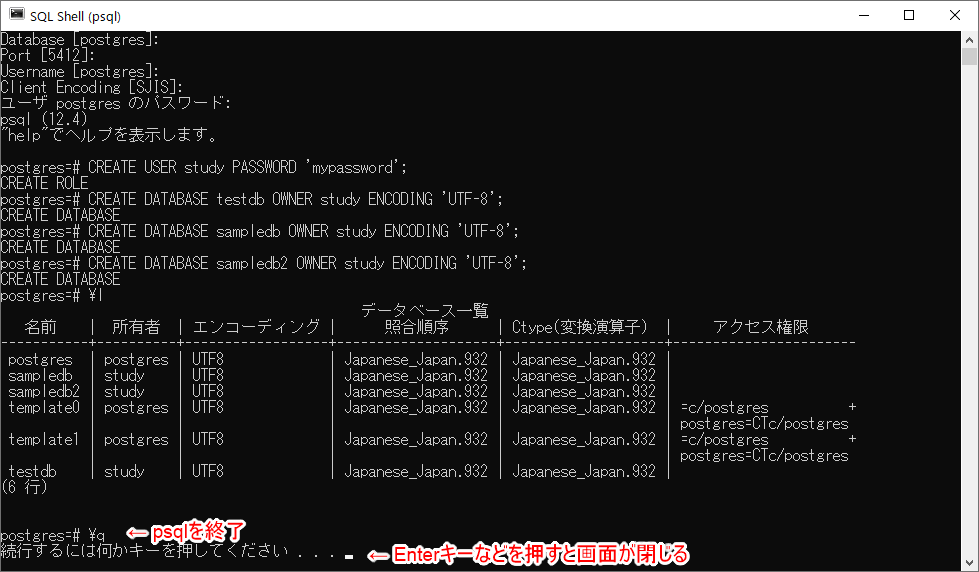 SQL Shell (psql)
Database [postgres]:
Port [5412]:
Username [postgres]:
Client Encoding [SJIS]:
ユーザ postgres のパスワード:
psql (12.4)
"help"でヘルプを表示します。
postgres=# CREATE USER study PASSWORD 'mypassword';
CREATE ROLE
postgres=# CREATE DATABASE testdb OWNER study ENCODING 'UTF-8';
CREATE DATABASE
postgres=# CREATE DATABASE sampledb OWNER study ENCODING 'UTF-8';
CREATE DATABASE
postgres=# CREATE DATABASE sampledb2 OWNER study ENCODING 'UTF-8';
CREATE DATABASE
postgres=# ¥l
データベース一覧
名前 | 所有者 | エンコーディング | 照合順序 | Ctype(変換演算子) | アクセス権限
-----------+----------+------------------+--------------------+--------------------+-----------------------
postgres | postgres | UTF8 | Japanese_Japan.932 | Japanese_Japan.932 |
sampledb | study | UTF8 | Japanese_Japan.932 | Japanese_Japan.932 |
sampledb2 | study | UTF8 | Japanese_Japan.932 | Japanese_Japan.932 |
template0 | postgres | UTF8 | Japanese_Japan.932 | Japanese_Japan.932 | =c/postgres +
| | | | | postgres=CTc/postgres
template1 | postgres | UTF8 | Japanese_Japan.932 | Japanese_Japan.932 | =c/postgres +
| | | | | postgres=CTc/postgres
testdb | study | UTF8 | Japanese_Japan.932 | Japanese_Japan.932 |
(6 行)
postgres=# ¥q ←psqlを終了
続行するには何かキーを押してください . . . ← Enterキーなどを押すと画面が閉じる